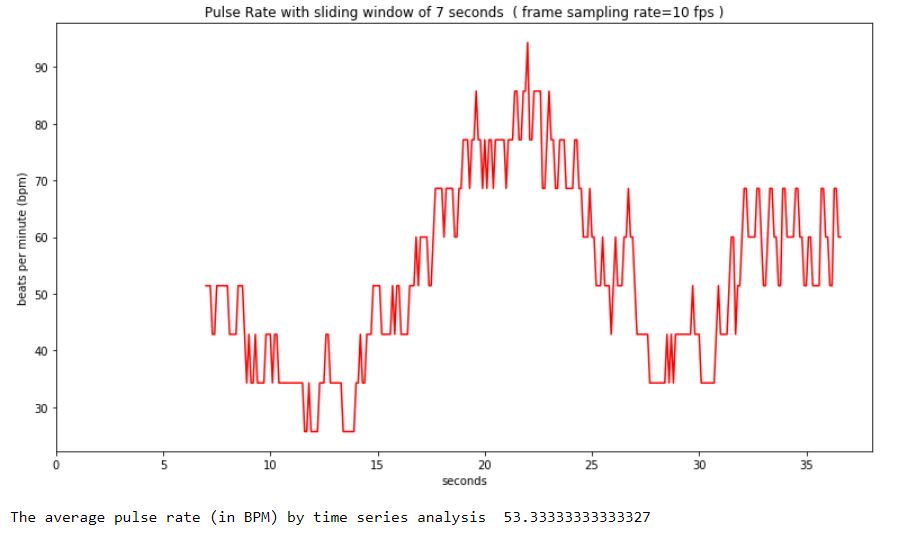 Pulse Rate with sliding window of 7 seconds  ( frame sampling rate=10 fps )
90
80
70
60
50
40
30
beats per minute (bpm)
0 5 10 15 20 25 30 35
seconds
The average pulse rate (in BPM) by time series analysis  53.33333333333327